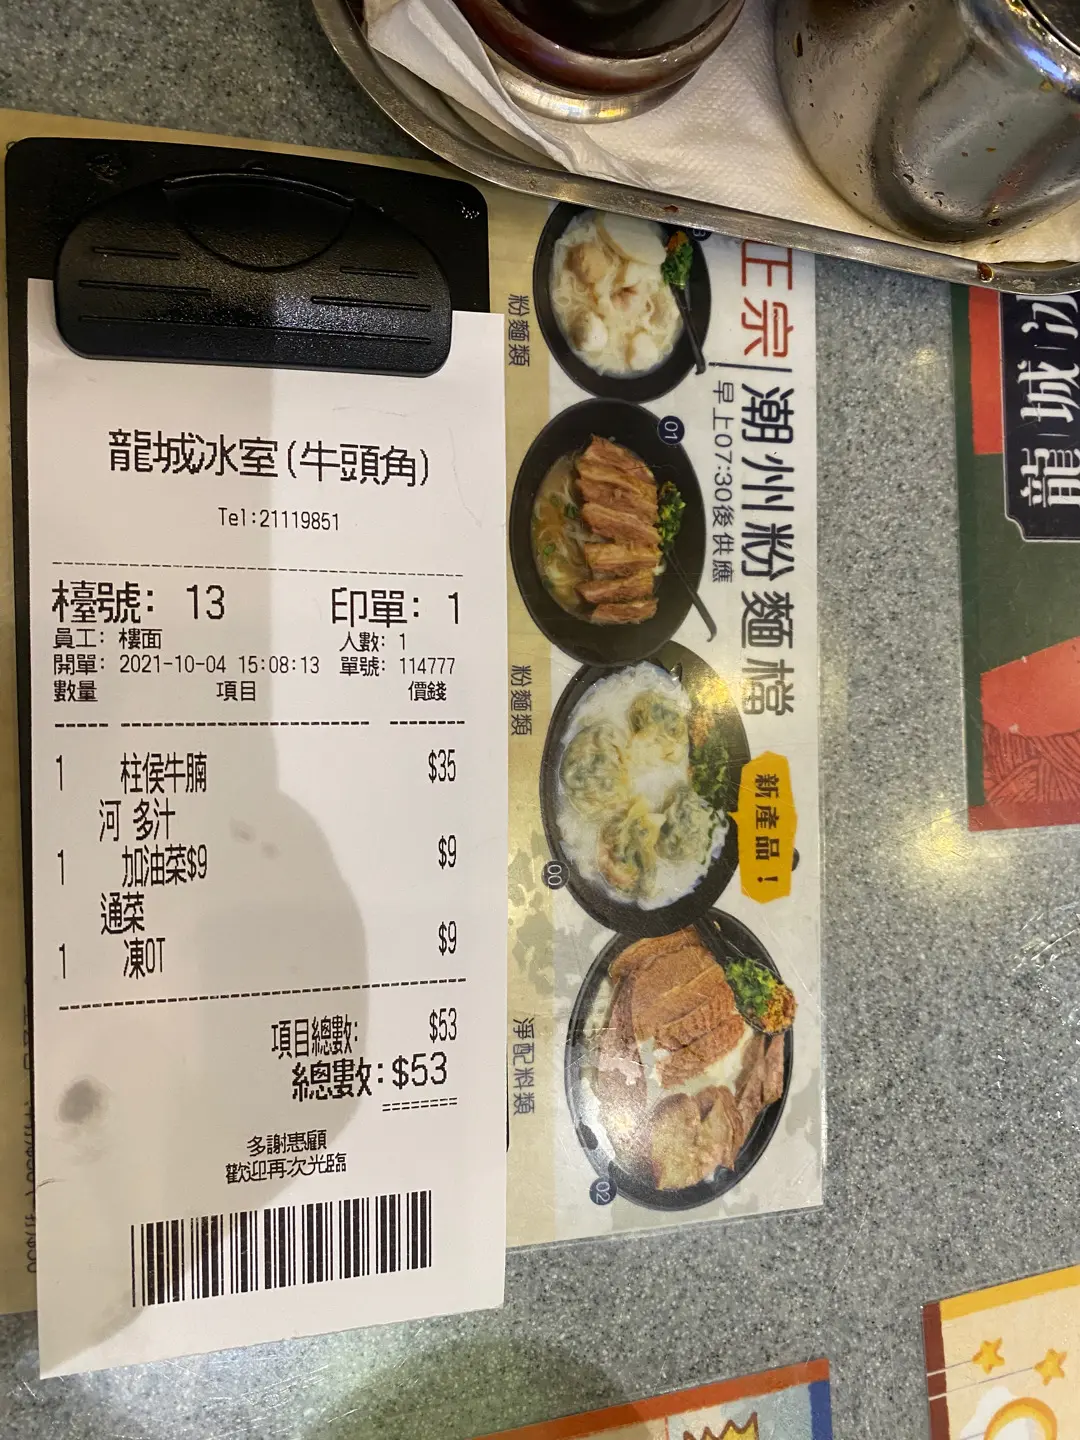 龍城冰室(牛頭角)
Tel:21119851
檯號: 13 印單: 1
員工: 樓面 人數: 1
開單: 2021-10-04 15:08:13 單號: 114777
數量 項目 價錢
1 柱侯牛腩 $35
河 多汁
1 加油菜$9 $9
通菜
1 凍OT $9
項目總數: $53
總數: $53
多謝惠顧
歡迎再次光臨
正宗 潮州粉麵檔
早上07:30後供應
粉麵類
01
粉麵類
新產品!
00
淨配料類
02
龍城冰